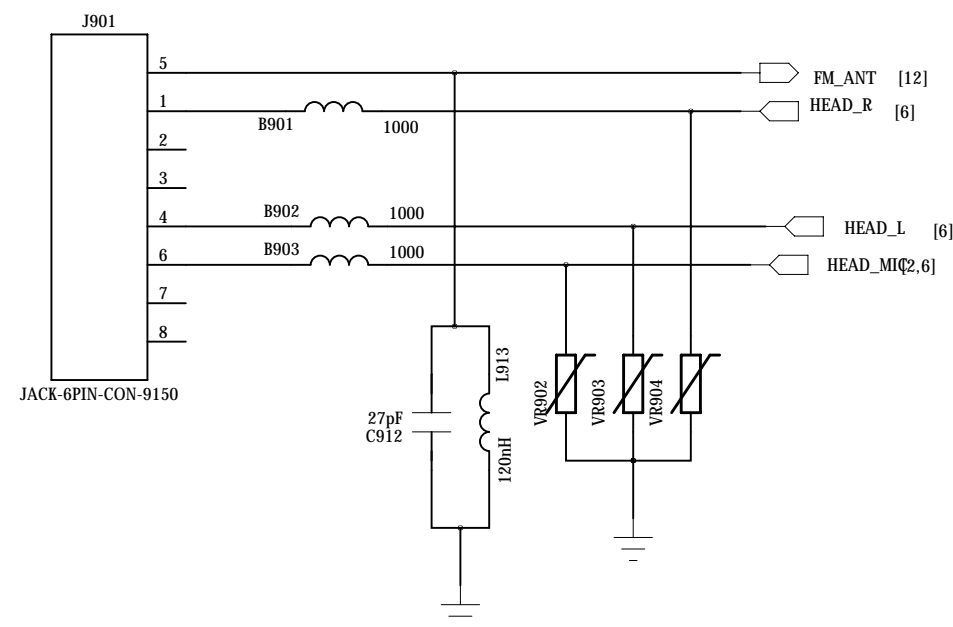 J901
5
FM_ANT [12]
1
HEAD_R [6]
B901 1000
2
3
4
B902 1000
HEAD_L [6]
6
B903 1000
HEAD_MIC[2,6]
7
8
JACK-6PIN-CON-9150
27pF
C912
L913
120nH
VR902
VR903
VR904